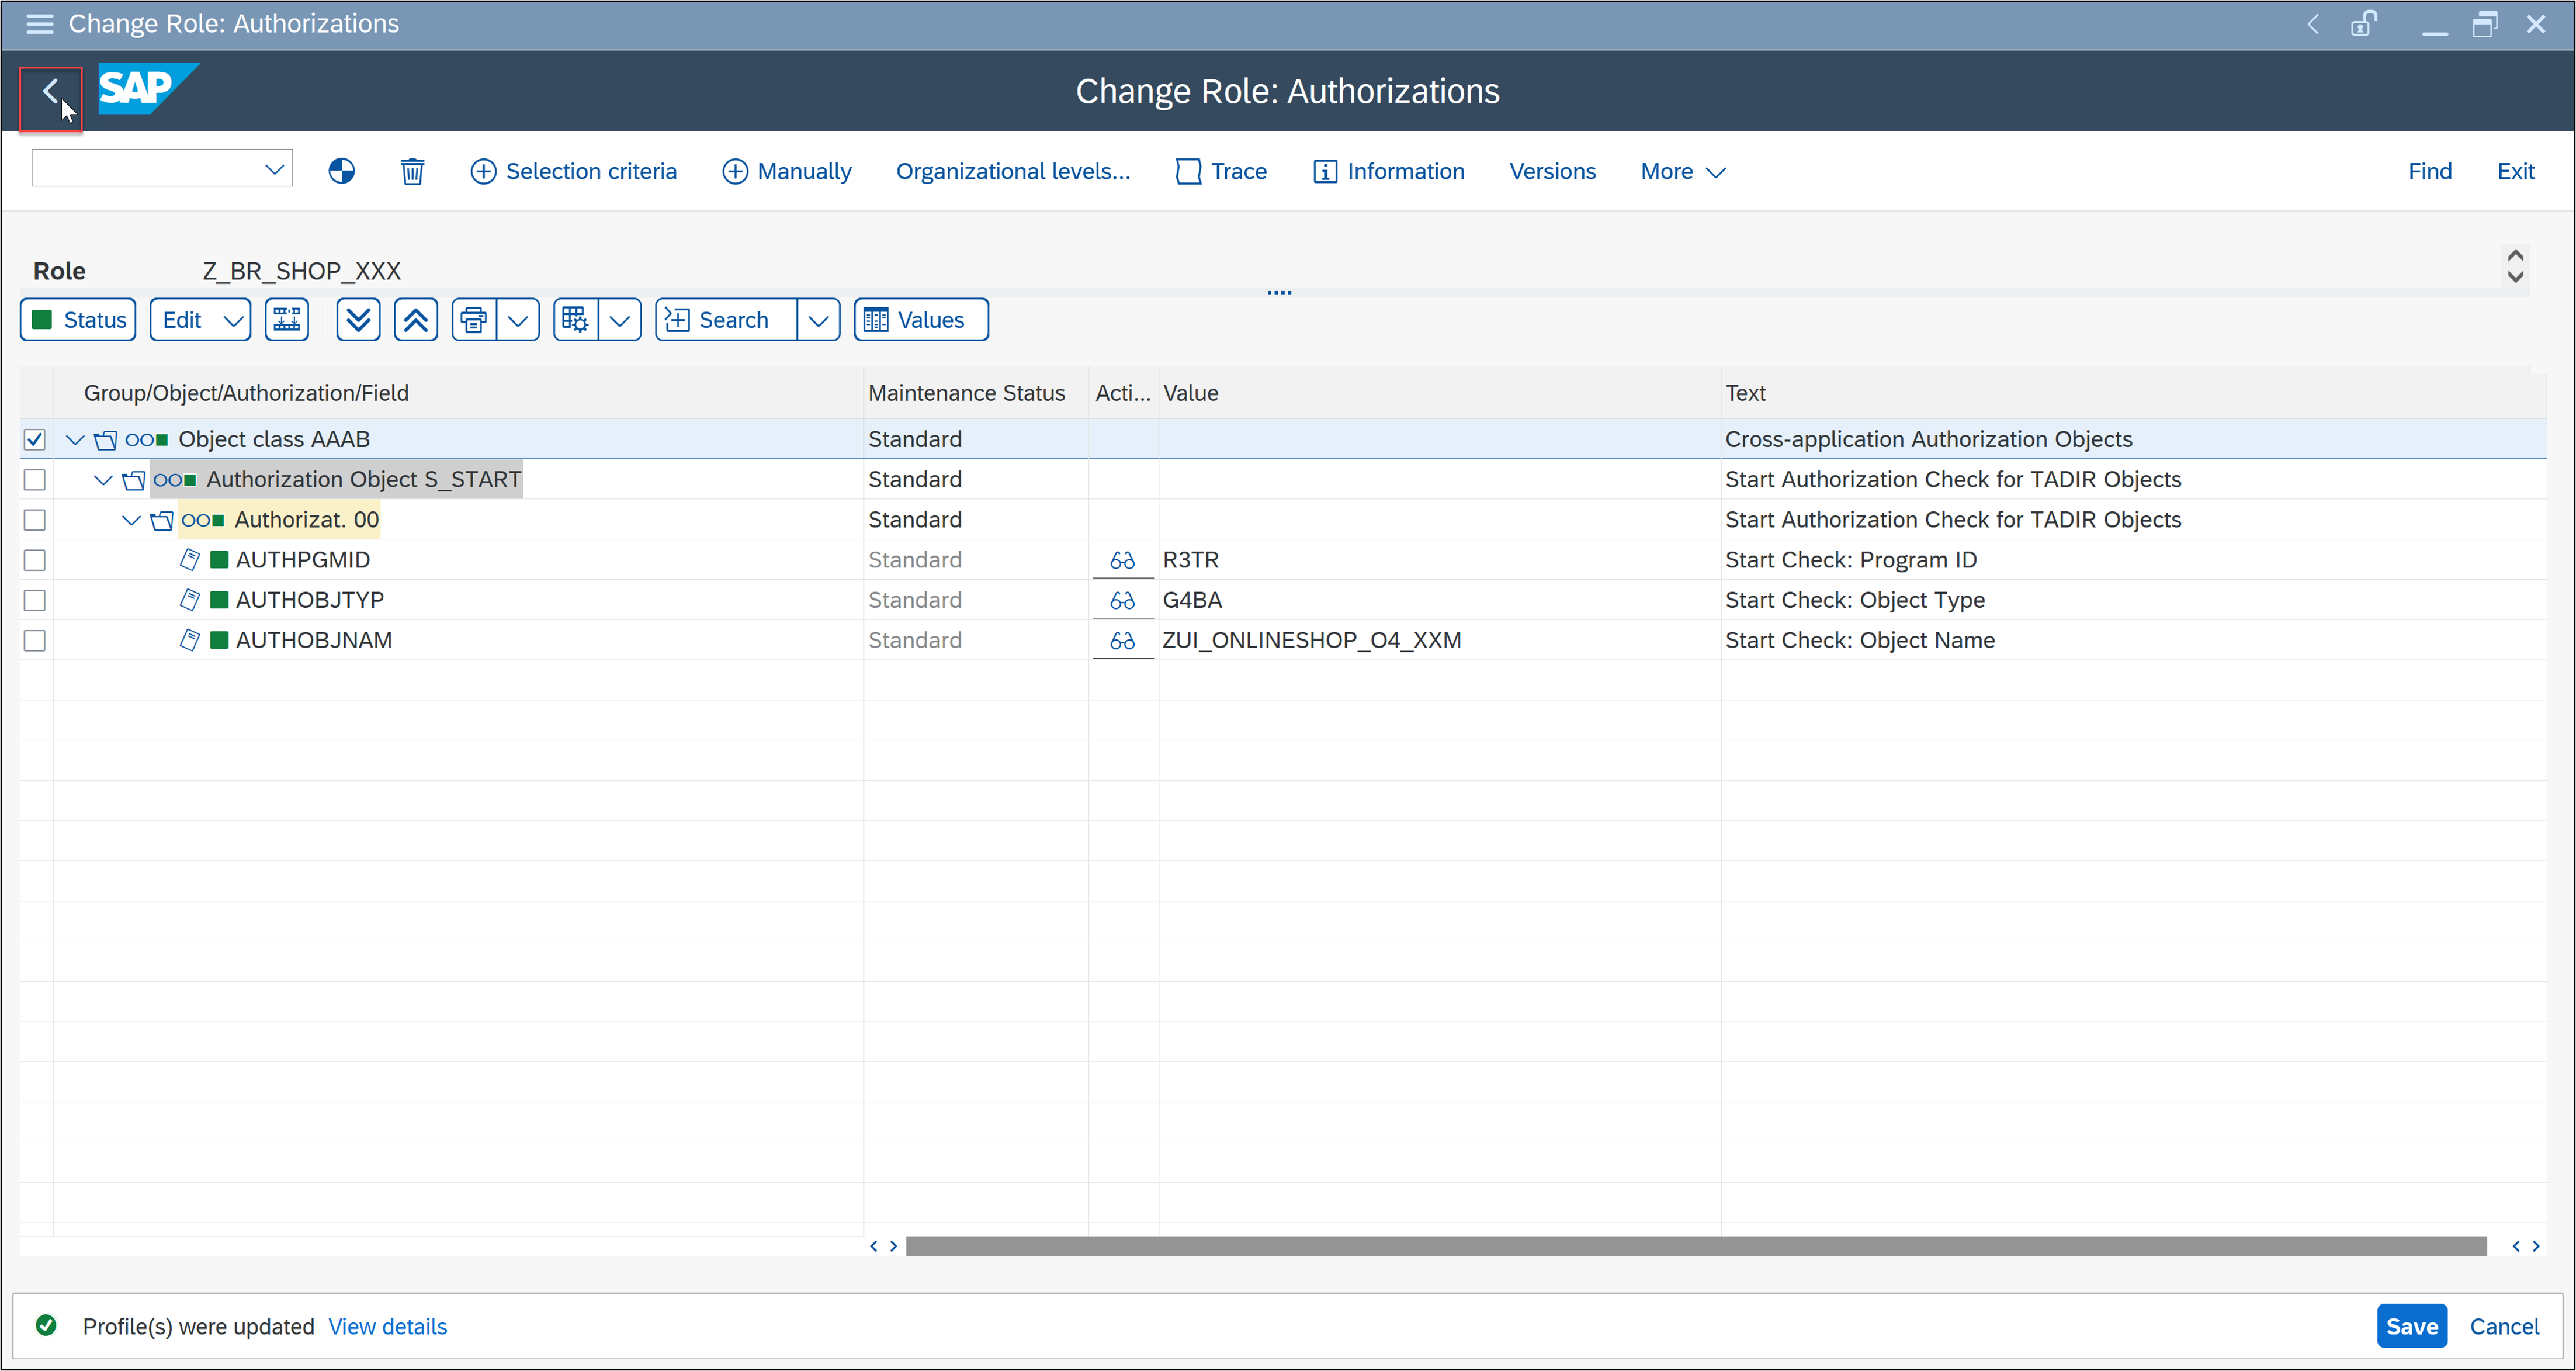 Change Role: Authorizations
SAP Change Role: Authorizations
Selection criteria Manually Organizational levels... Trace Information Versions More Find Exit
Role Z_BR_SHOP_XXX
Status Edit Search Values
Group/Object/Authorization/Field Maintenance Status Acti... Value Text
Object class AAAB Standard Cross-application Authorization Objects
Authorization Object S_START Standard Start Authorization Check for TADIR Objects
Authorizat. 00 Standard Start Authorization Check for TADIR Objects
AUTHPGMID Standard R3TR Start Check: Program ID
AUTHOBJTYP Standard G4BA Start Check: Object Type
AUTHOBJNAM Standard ZUI_ONLINESHOP_O4_XXM Start Check: Object Name
Profile(s) were updated View details Save Cancel